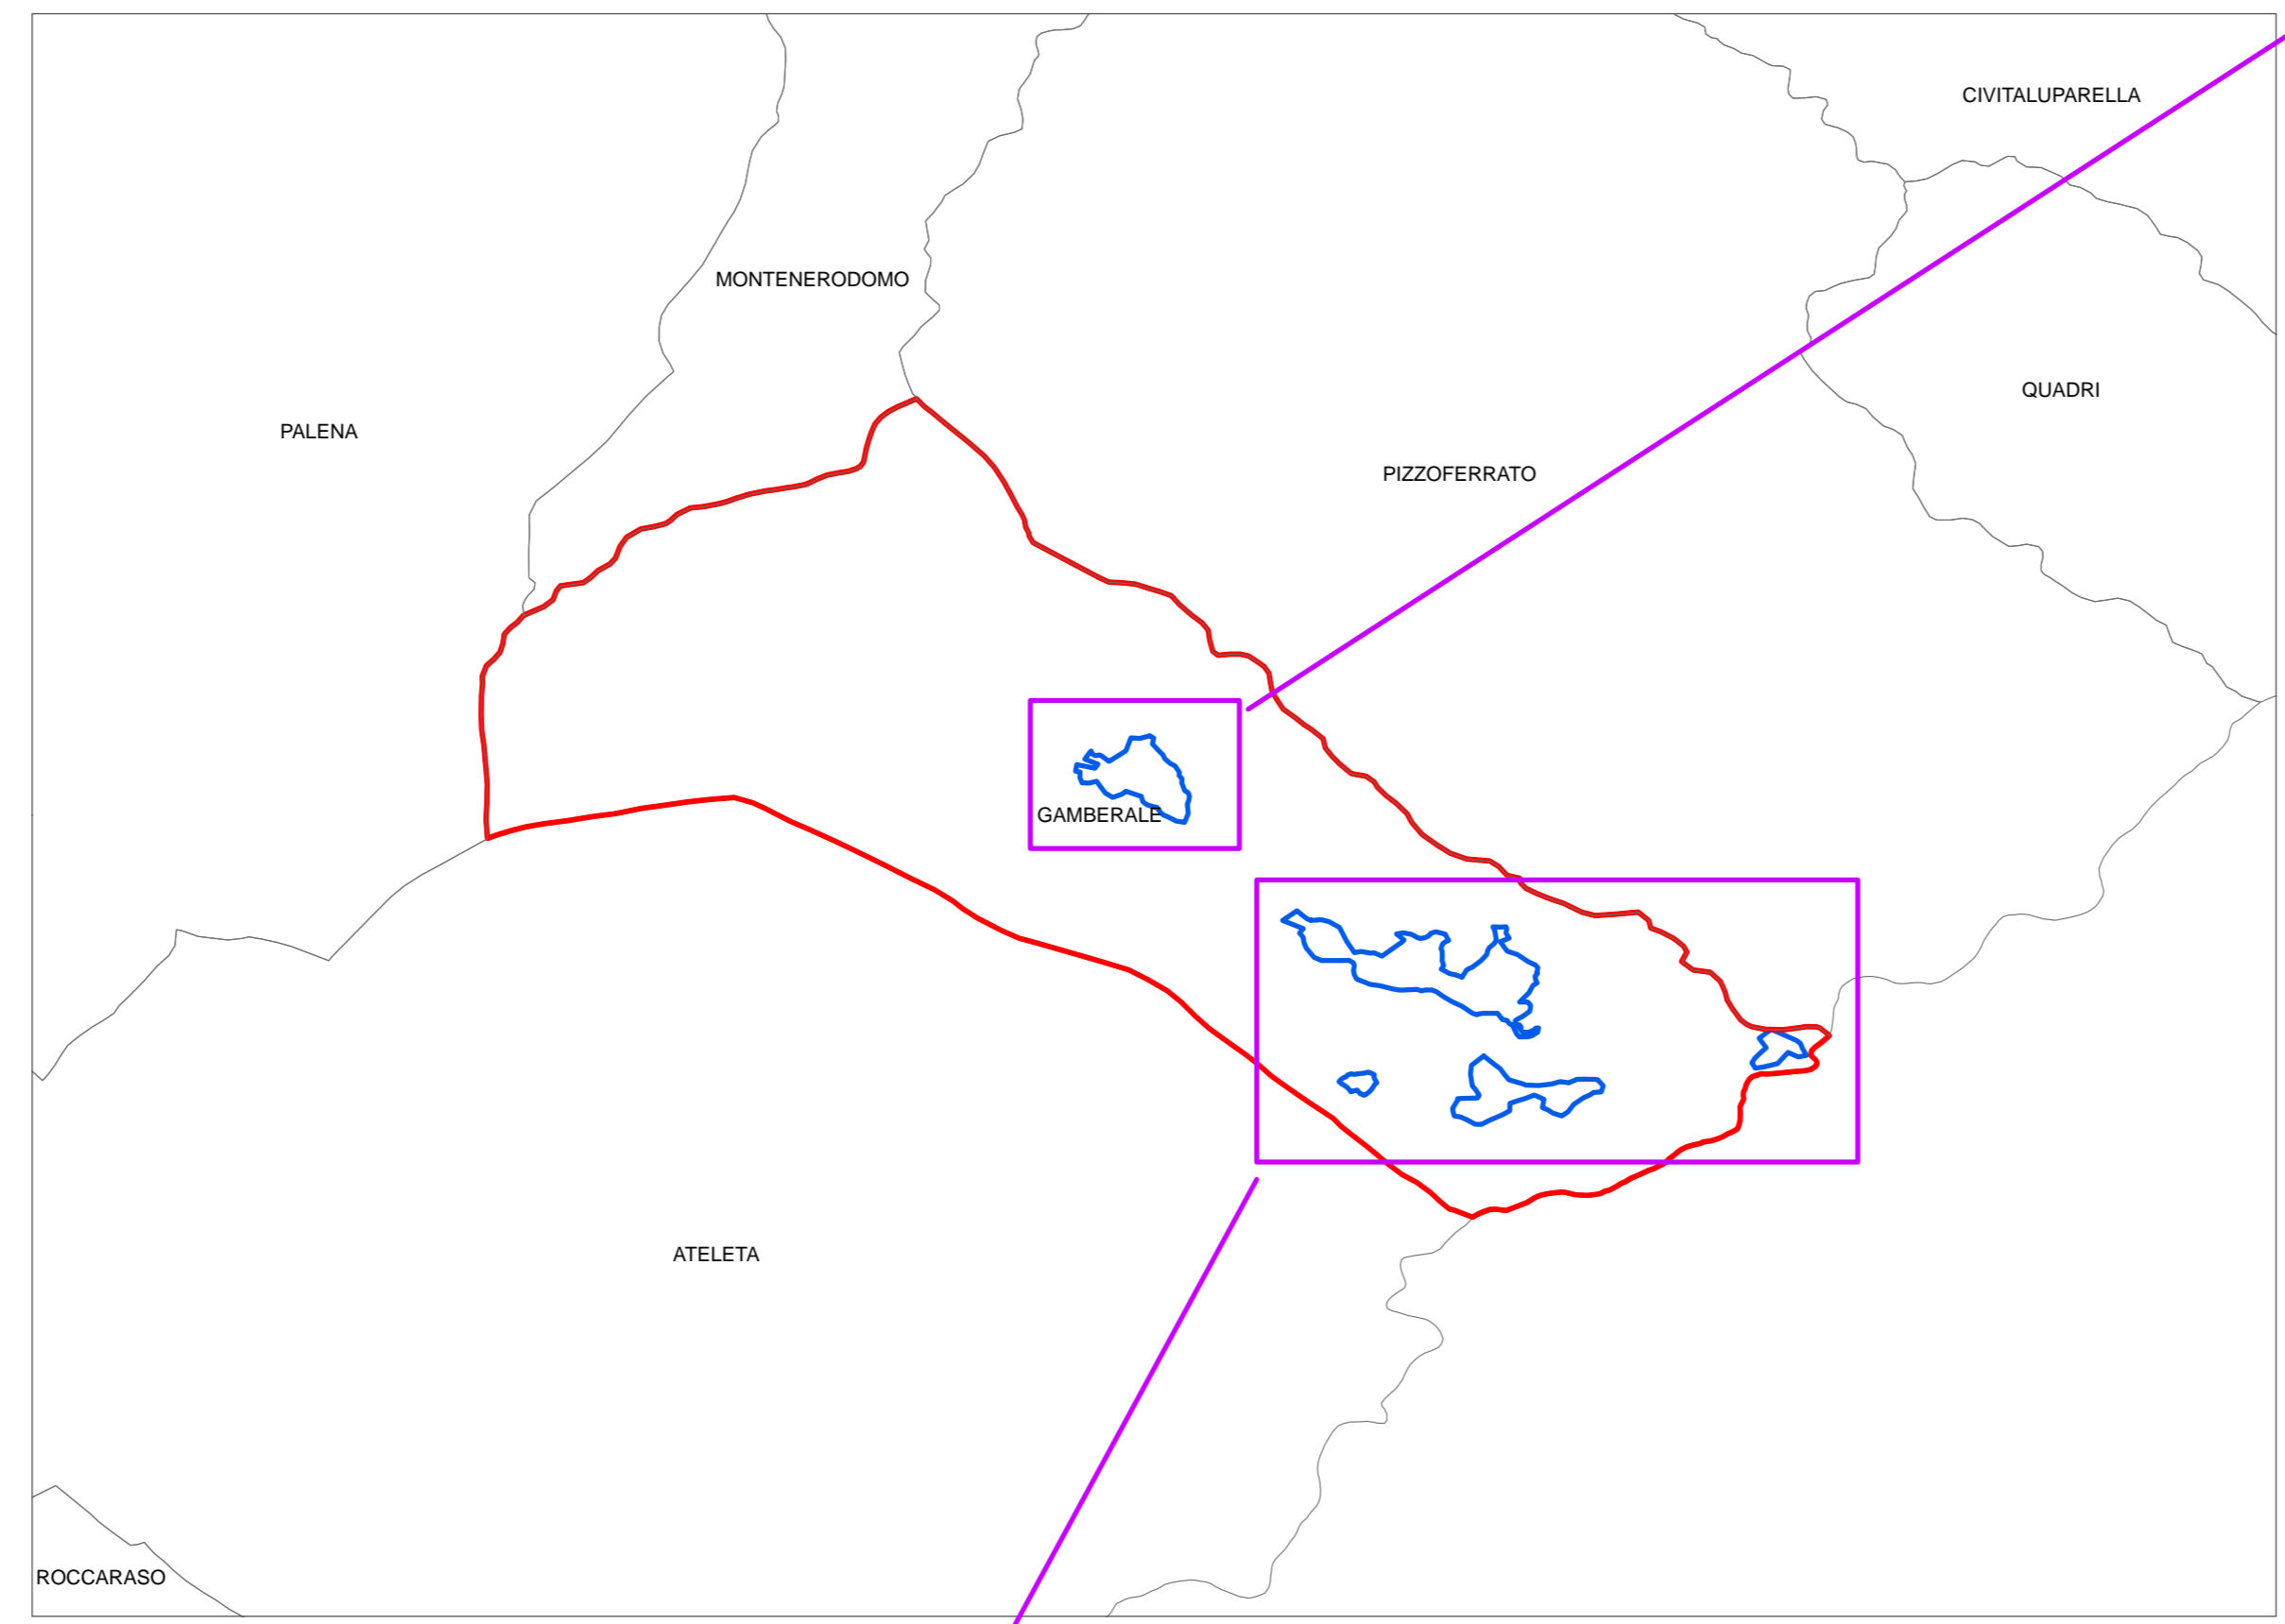 CIVITALUPARELLA
MONTENERODOMO
QUADRI
PALENA
PIZZOFERRATO
GAMBERALE
ATELETA
ROCCARASO